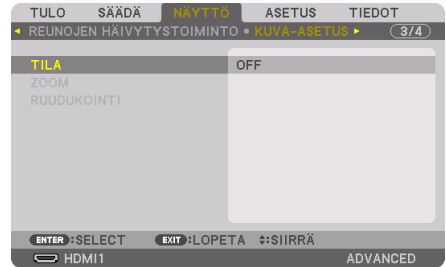 TULO SÄÄDÄ NÄYTTÖ ASETUS TIEDOT
REUNOJEN HÄIVYTYSTOIMINTO • KUVA-ASETUS (3/4)
TILA OFF
ZOOM
RUUDUKOINTI
ENTER :SELECT EXIT :LOPETA :SIIRRÄ
HDMI1 ADVANCED